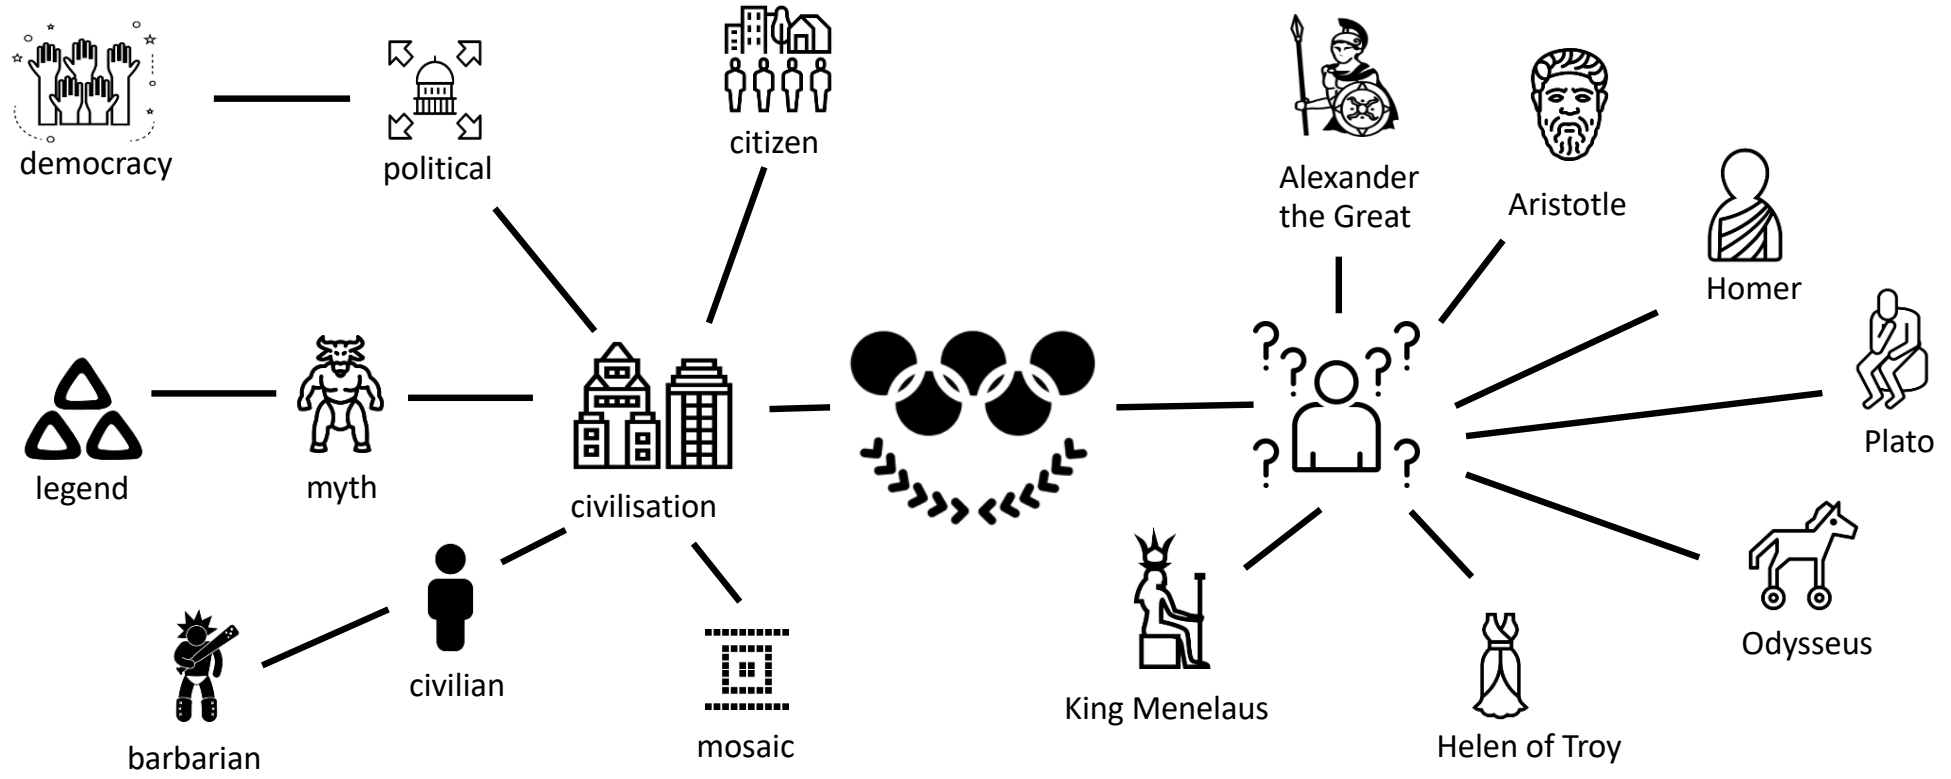 democracy
political
citizen
Alexander
the Great
Aristotle
Homer
Plato
legend
myth
civilisation
barbarian
civilian
mosaic
King Menelaus
Helen of Troy
Odysseus
? ? ? ?
? ?